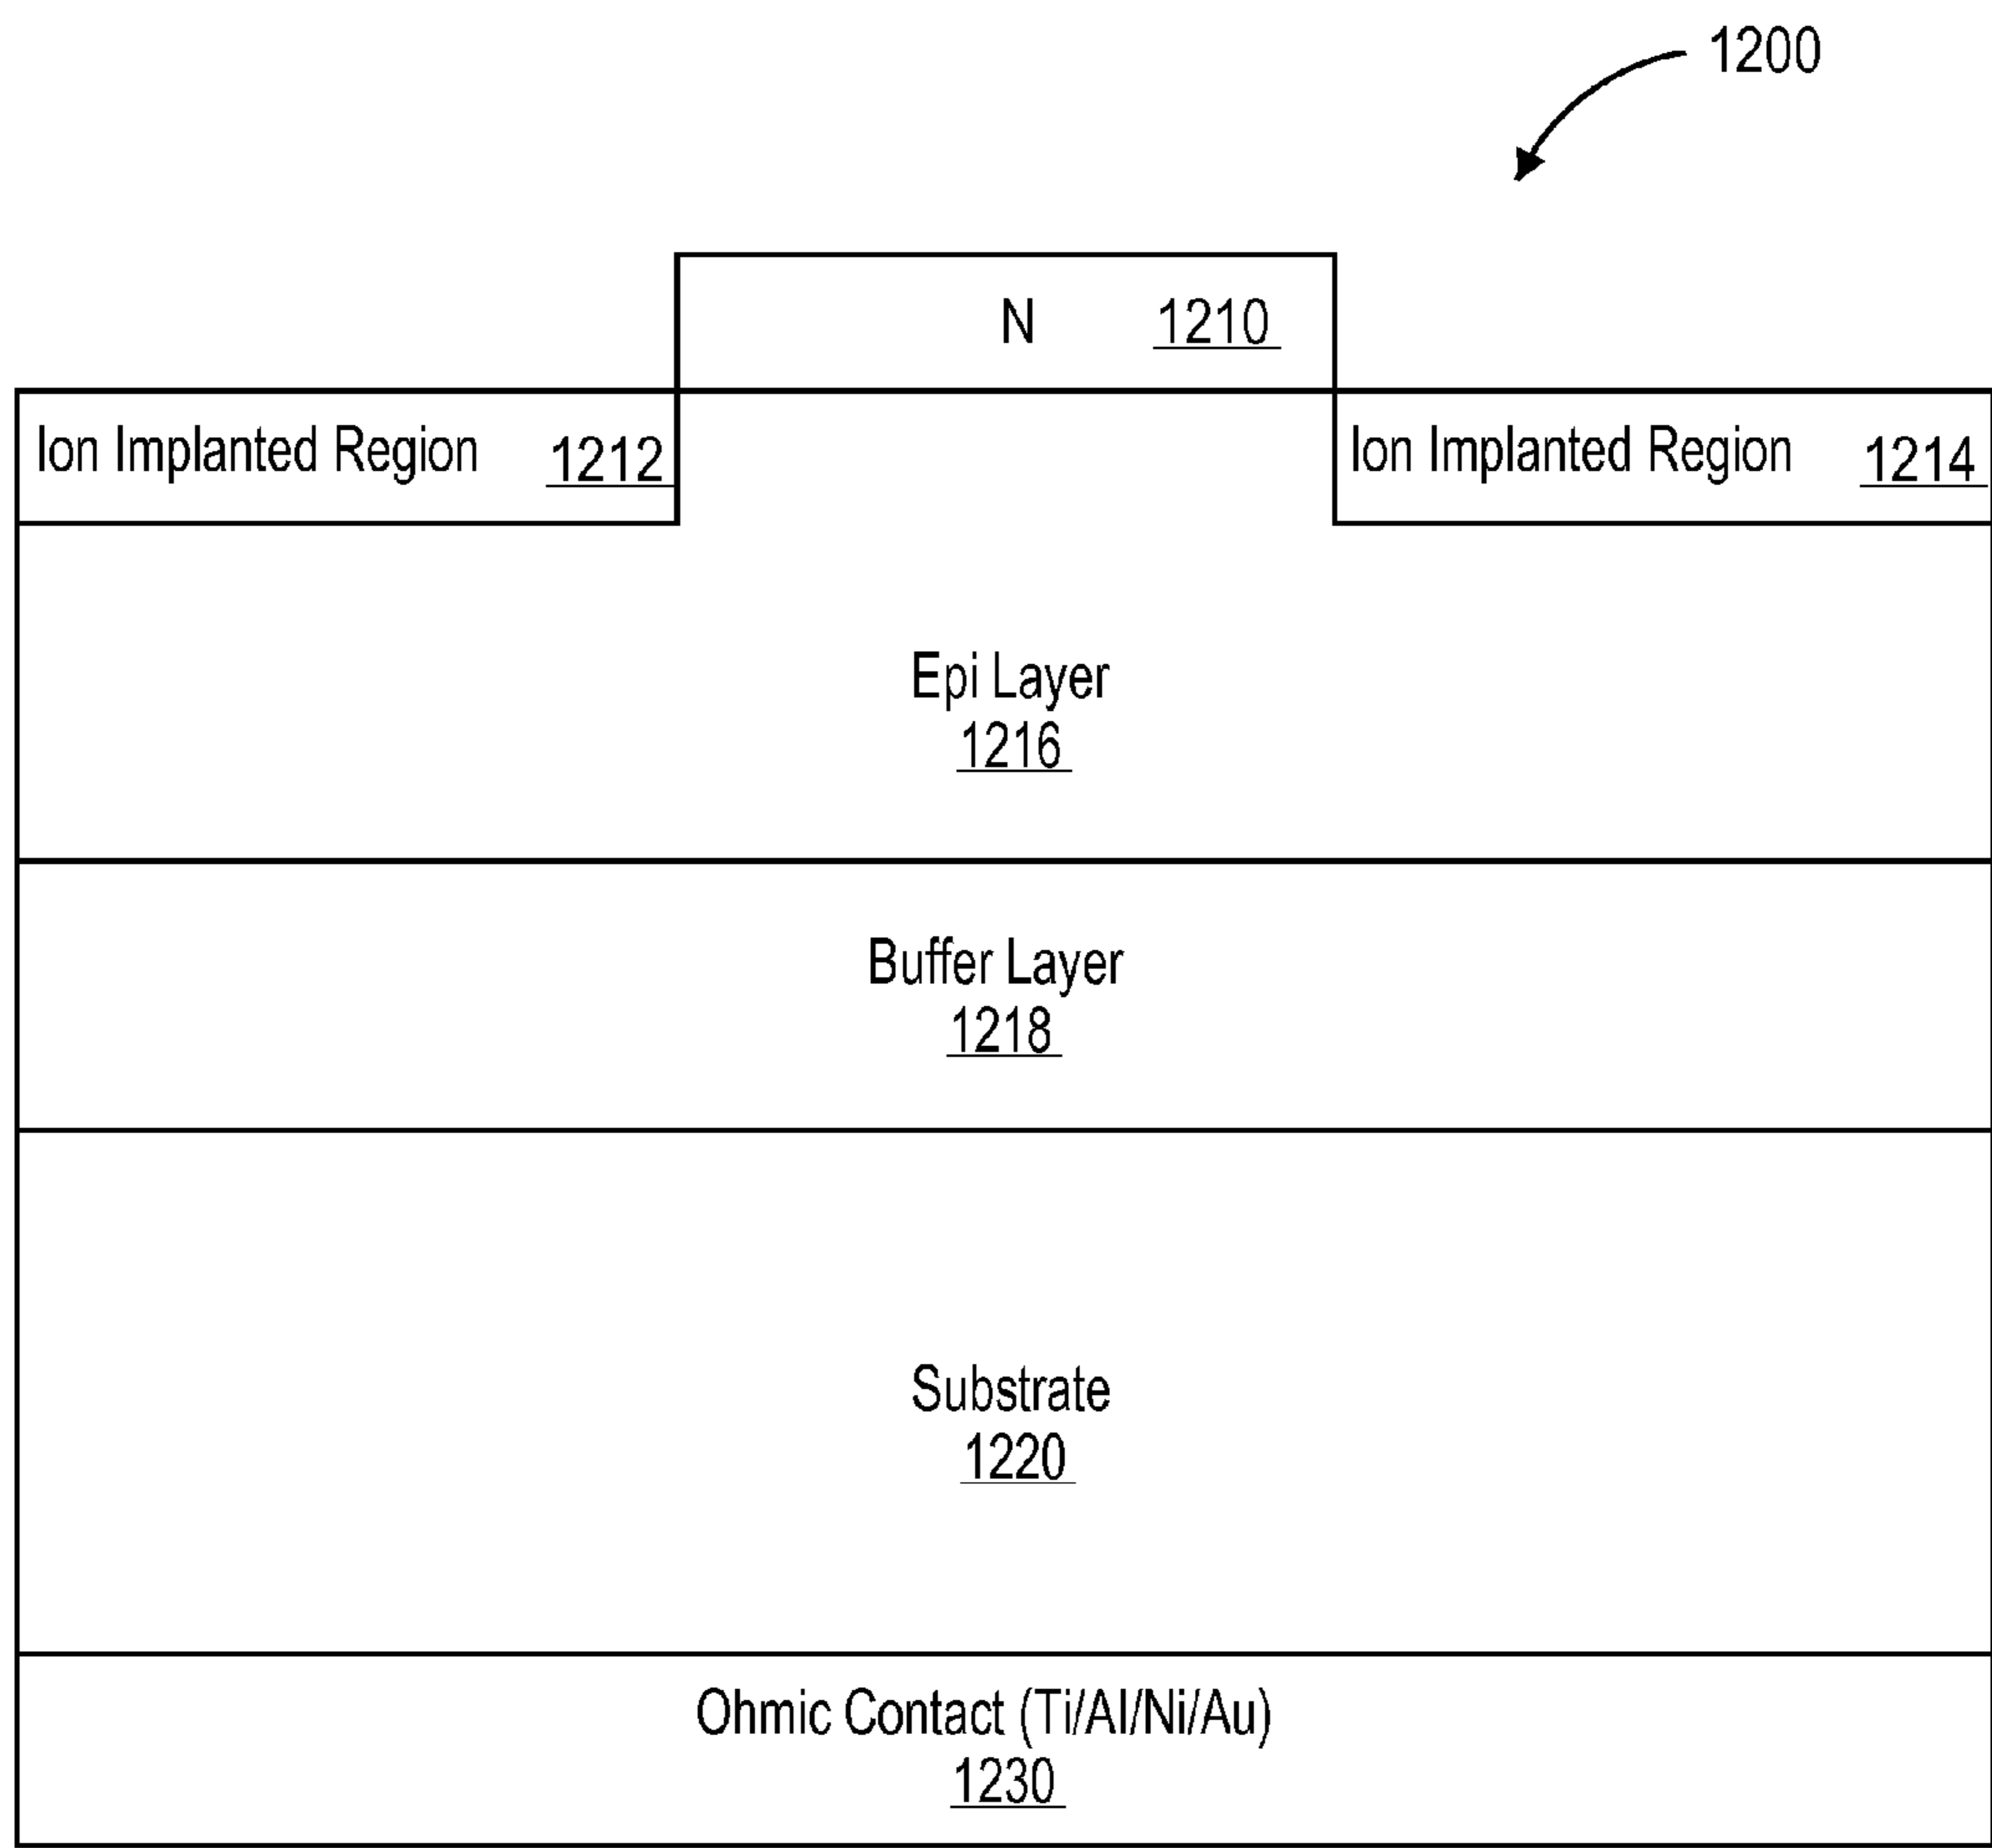 1200
N 1210
Ion Implanted Region 1212
Ion Implanted Region 1214
Epi Layer
1216
Buffer Layer
1218
Substrate
1220
Ohmic Contact (Ti/Al/Ni/Au)
1230